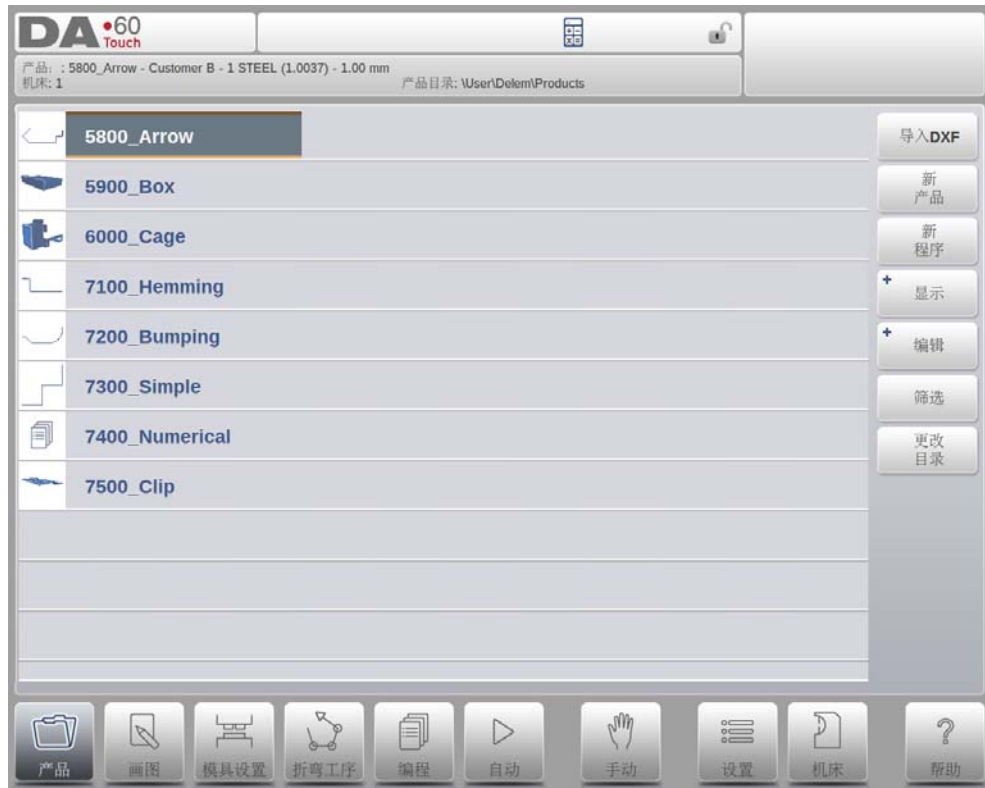 DA•60
Touch
产品: : 5800_Arrow - Customer B - 1 STEEL (1.0037) - 1.00 mm
机床: 1 产品目录: \User\Delem\Products
5800_Arrow
5900_Box
6000_Cage
7100_Hemming
7200_Bumping
7300_Simple
7400_Numerical
7500_Clip
导入DXF
新
产品
新
程序
+ 显示
+ 编辑
筛选
更改
目录
产品 画图 模具设置 折弯工序 编程 自动 手动 设置 机床 帮助